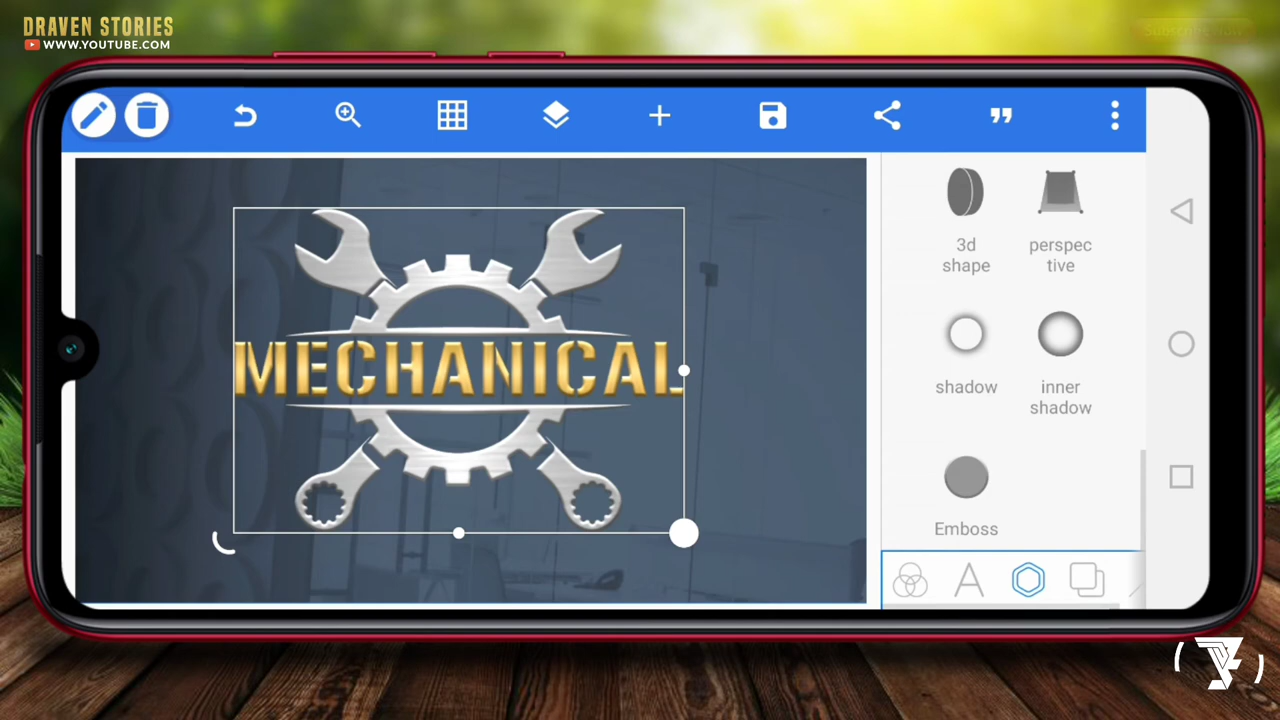 DRAVEN STORIES
WWW.YOUTUBE.COM
MECHANICAL
3d
shape
perspec
tive
shadow
inner
shadow
Emboss